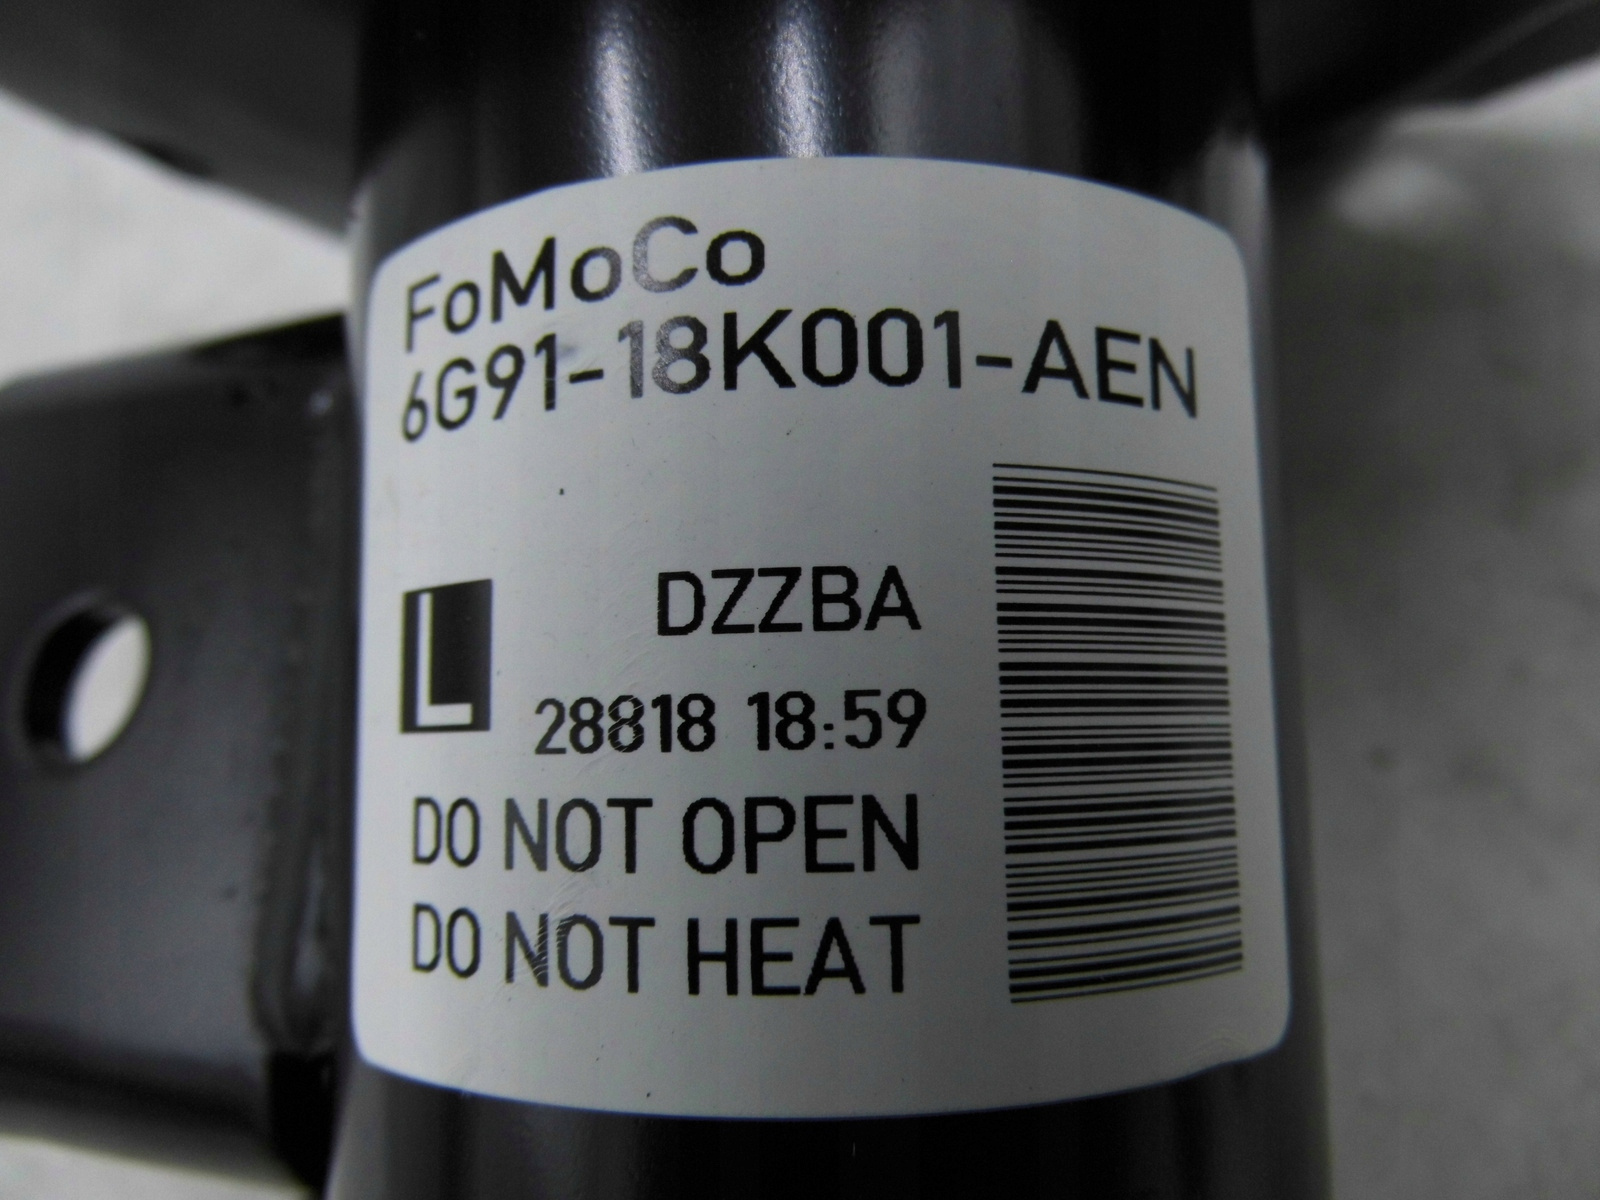 FoMoCo
6G91-18K001-AEN
DZZBA
L
28818 18:59
DO NOT OPEN
DO NOT HEAT